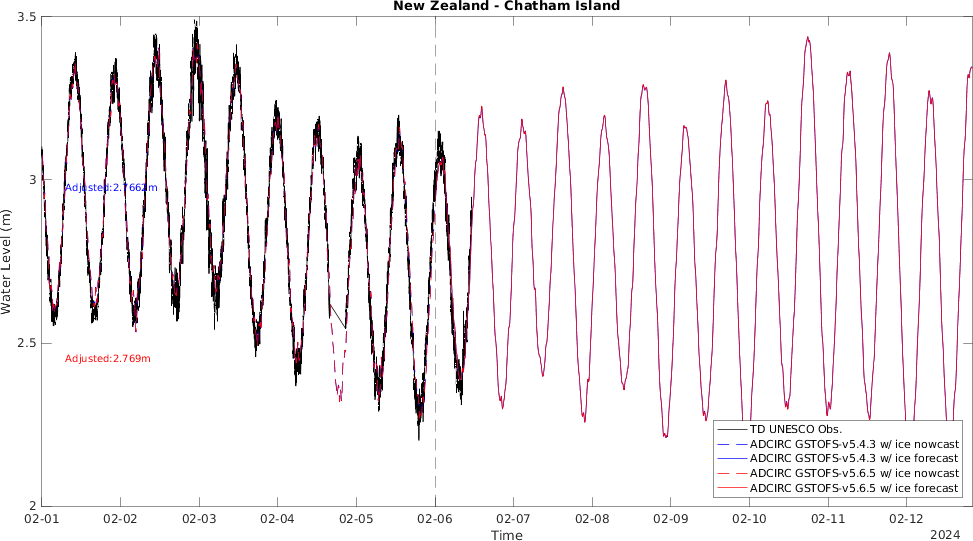 New Zealand - Chatham Island
3.5
3
2.5
2
Water Level (m)
Adjusted:2.7662m
Adjusted:2.769m
TD UNESCO Obs.
ADCIRC GSTOFS-v5.4.3 w/ ice nowcast
ADCIRC GSTOFS-v5.4.3 w/ ice forecast
ADCIRC GSTOFS-v5.6.5 w/ ice nowcast
ADCIRC GSTOFS-v5.6.5 w/ ice forecast
02-01 02-02 02-03 02-04 02-05 02-06 02-07 02-08 02-09 02-10 02-11 02-12
Time
2024